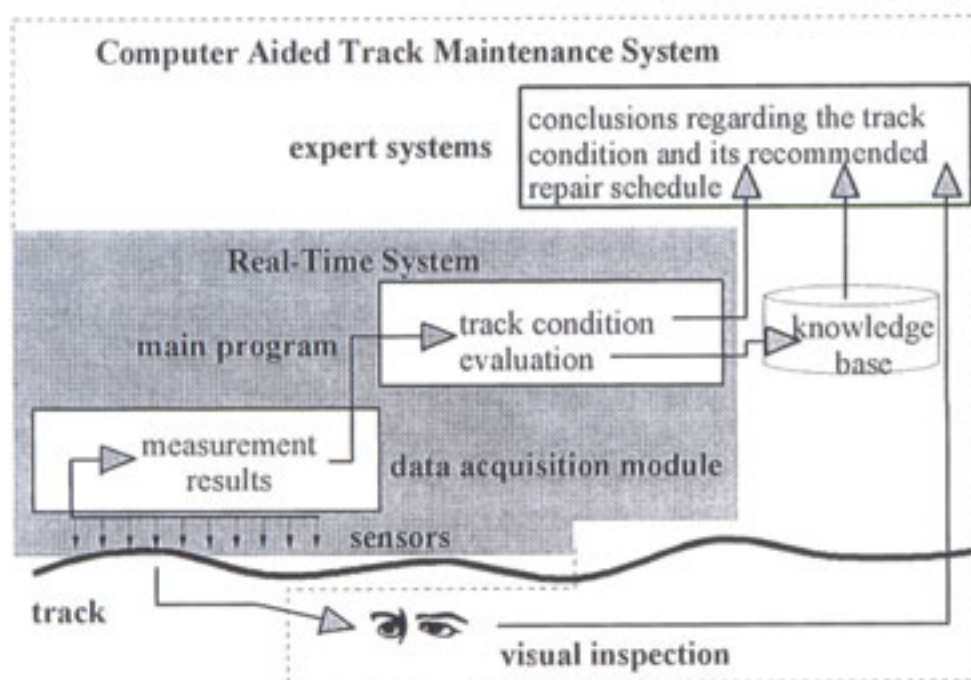 Computer Aided Track Maintenance System
expert systems
conclusions regarding the track
condition and its recommended
repair schedule
Real-Time System
main program
track condition
evaluation
knowledge
base
measurement
results
data acquisition module
sensors
track
visual inspection